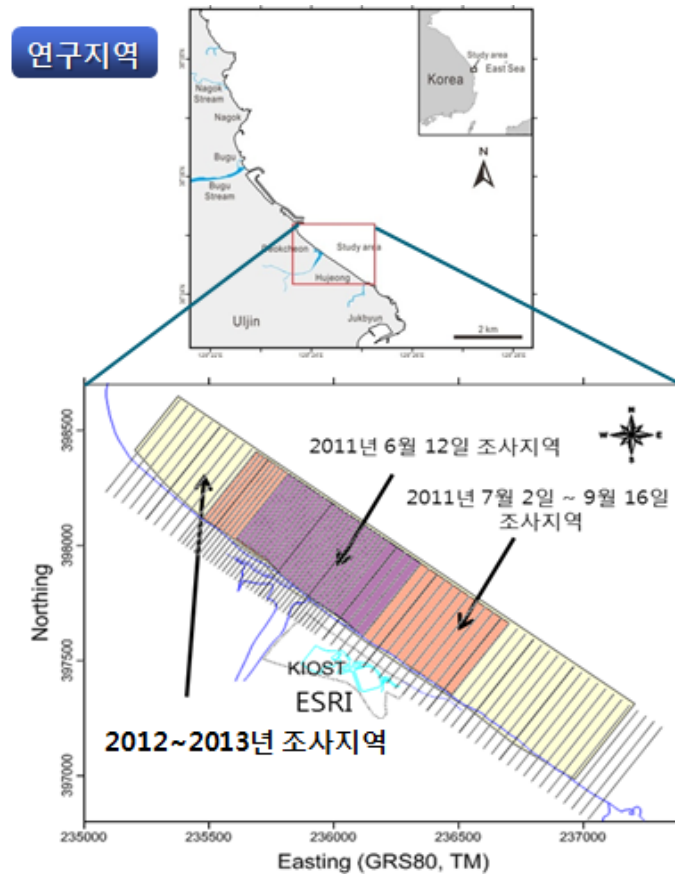 연구지역
Nagok
Stream
Nagok
Bugu
Bugu
Stream
Study area
Korea
East Sea
N
Study area
Hujeong
Uljin
Jukbyun
2 km
2011년 6월 12일 조사지역
N
W
E
S
2011년 7월 2일 ~ 9월 16일
조사지역
KIOST
ESRI
2012~2013년 조사지역
Northing
398500
398000
397500
397000
235000
235500
236000
236500
237000
Easting (GRS80, TM)